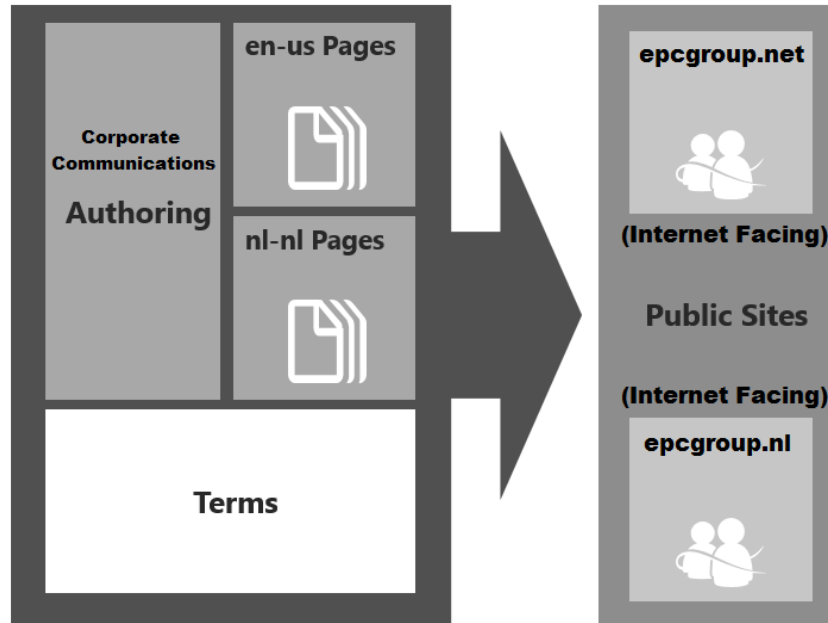 Corporate
Communications
Authoring
en-us Pages
nl-nl Pages
Terms
epcgroup.net
(Internet Facing)
Public Sites
(Internet Facing)
epcgroup.nl